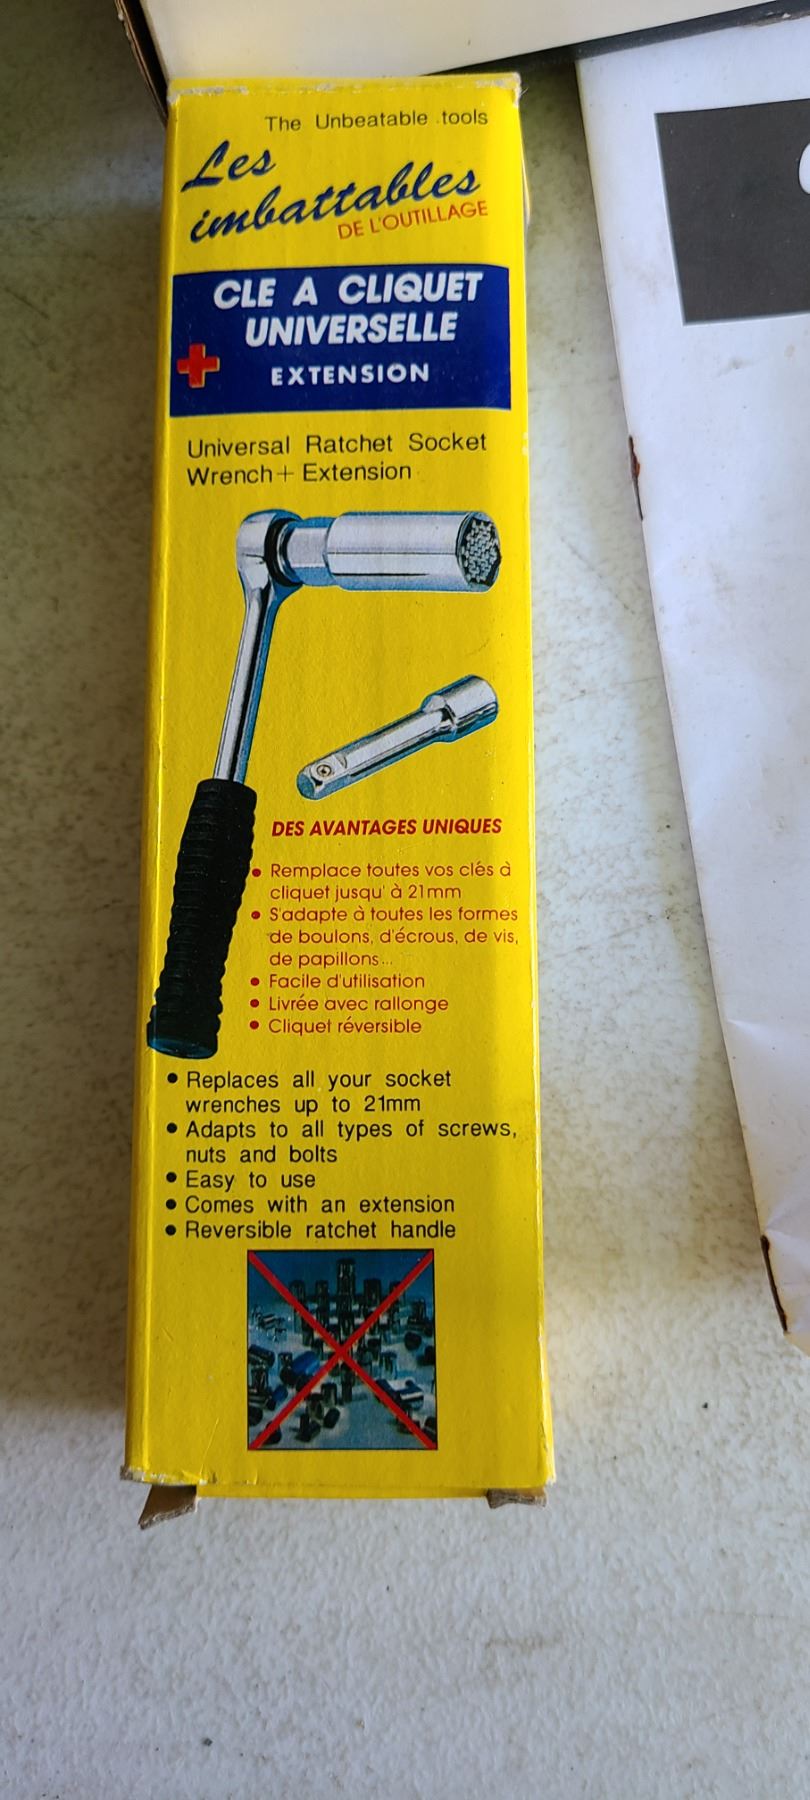 The Unbeatable tools
Les
imbattables
DE L'OUTILLAGE
CLE A CLIQUET
UNIVERSELLE
+ EXTENSION
Universal Ratchet Socket
Wrench + Extension
DES AVANTAGES UNIQUES
• Remplace toutes vos clés à
cliquet jusqu' à 21mm
• S'adapte à toutes les formes
de boulons, d'écrous, de vis,
de papillons...
• Facile d'utilisation
• Livrée avec rallonge
• Cliquet réversible
• Replaces all your socket
wrenches up to 21mm
• Adapts to all types of screws,
nuts and bolts
• Easy to use
• Comes with an extension
• Reversible ratchet handle